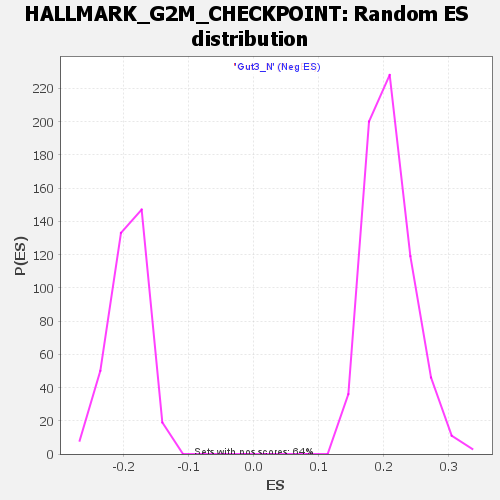 HALLMARK_G2M_CHECKPOINT: Random ES
distribution
'Gut3_N' (Neg ES)
220
200
180
160
140
120
100
80
60
40
20
0
P(ES)
Sets with pos scores: 64%
-0.2 -0.1 0.0 0.1 0.2 0.3
ES